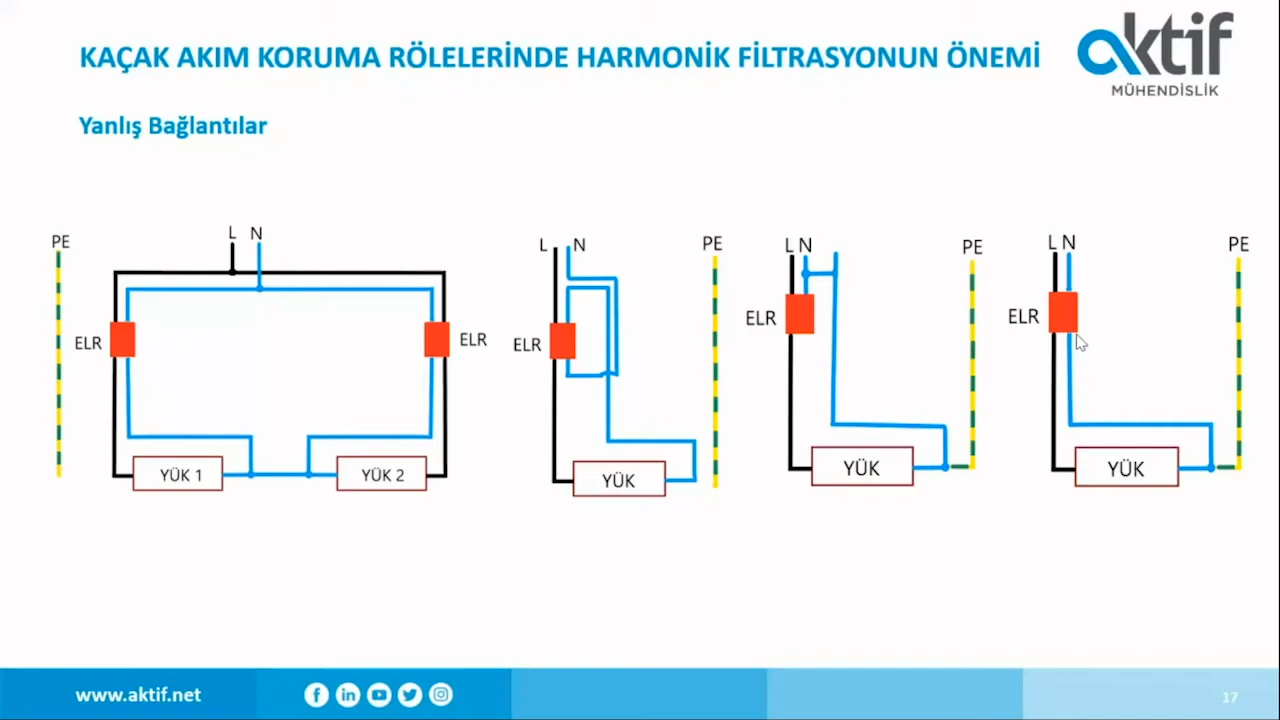 KAÇAK AKIM KORUMA RÖLELERİNDE HARMONİK FİLTRASYONUN ÖNEMİ
aktif
MÜHENDİSLİK
Yanlış Bağlantılar
PE
L N
ELR
ELR
YÜK 1
YÜK 2
L N
PE
ELR
YÜK
L N
PE
ELR
YÜK
L N
PE
ELR
YÜK
www.aktif.net
17